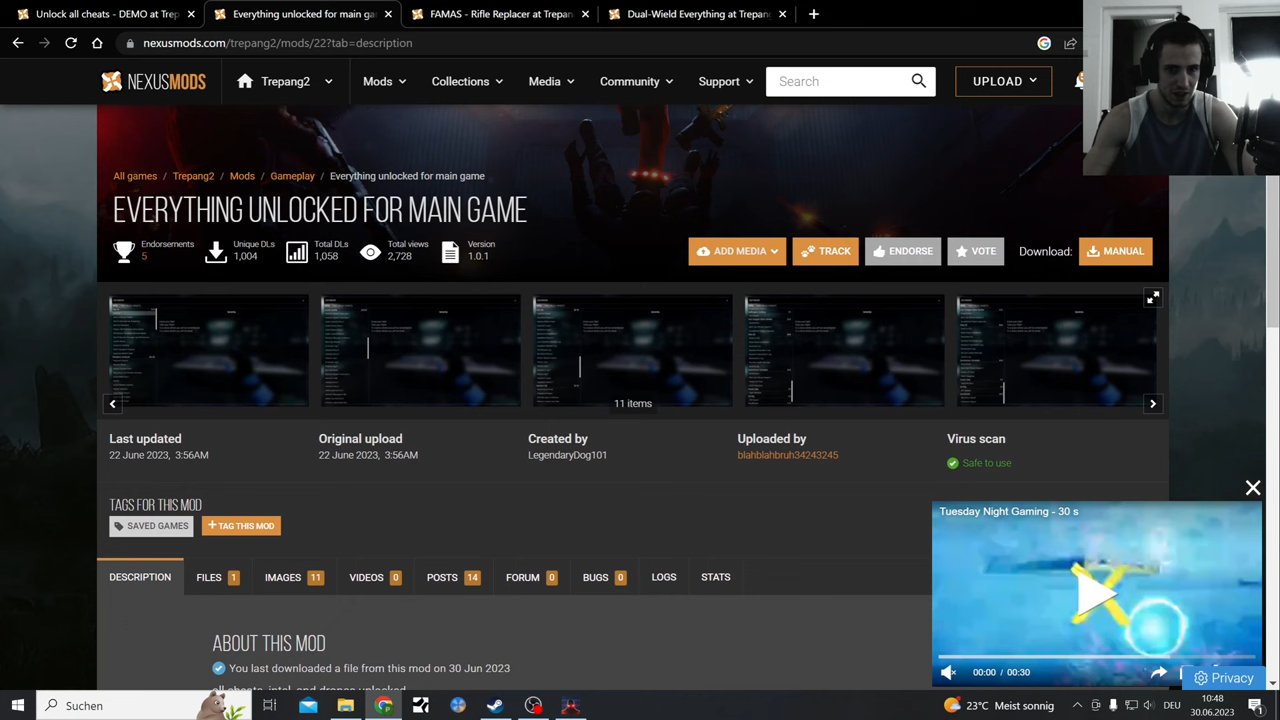 Unlock all cheats - DEMO at Trep
Everything unlocked for main ga
FAMAS - Rifle Replacer at Trepan
Dual-Wield Everything at Trepang
nexusmods.com/trepang2/mods/22?tab=description
NEXUSMODS
Trepang2
Mods
Collections
Media
Community
Support
Search
UPLOAD
All games / Trepang2 / Mods / Gameplay / Everything unlocked for main game
EVERYTHING UNLOCKED FOR MAIN GAME
Endorsements
5
Unique DLs
1,004
Total DLs
1,058
Total views
2,728
Version
1.0.1
ADD MEDIA
TRACK
ENDORSE
VOTE
Download:
MANUAL
11 items
Last updated
22 June 2023, 3:56AM
Original upload
22 June 2023, 3:56AM
Created by
LegendaryDog101
Uploaded by
blahblahbruh34243245
Virus scan
Safe to use
TAGS FOR THIS MOD
SAVED GAMES
+ TAG THIS MOD
Tuesday Night Gaming - 30 s
DESCRIPTION
FILES 1
IMAGES 11
VIDEOS 0
POSTS 14
FORUM 0
BUGS 0
LOGS
STATS
ABOUT THIS MOD
You last downloaded a file from this mod on 30 Jun 2023
all cheats, intel, and drones unlocked
00:00 / 00:30
Privacy
Suchen
23°C Meist sonnig
DEU
10:48
30.06.2023